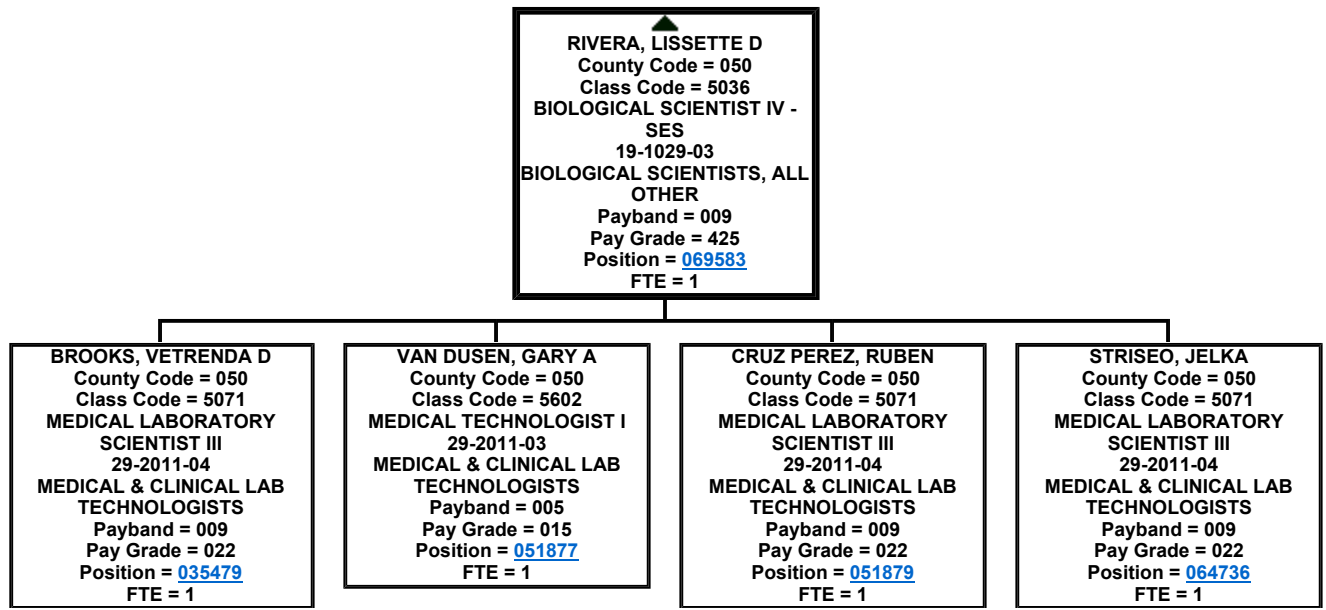 RIVERA, LISSETTE D
County Code = 050
Class Code = 5036
BIOLOGICAL SCIENTIST IV -
SES
19-1029-03
BIOLOGICAL SCIENTISTS, ALL
OTHER
Payband = 009
Pay Grade = 425
Position = 069583
FTE = 1
BROOKS, VETRENDA D
County Code = 050
Class Code = 5071
MEDICAL LABORATORY
SCIENTIST III
29-2011-04
MEDICAL & CLINICAL LAB
TECHNOLOGISTS
Payband = 009
Pay Grade = 022
Position = 035479
FTE = 1
VAN DUSEN, GARY A
County Code = 050
Class Code = 5602
MEDICAL TECHNOLOGIST I
29-2011-03
MEDICAL & CLINICAL LAB
TECHNOLOGISTS
Payband = 005
Pay Grade = 015
Position = 051877
FTE = 1
CRUZ PEREZ, RUBEN
County Code = 050
Class Code = 5071
MEDICAL LABORATORY
SCIENTIST III
29-2011-04
MEDICAL & CLINICAL LAB
TECHNOLOGISTS
Payband = 009
Pay Grade = 022
Position = 051879
FTE = 1
STRISEO, JELKA
County Code = 050
Class Code = 5071
MEDICAL LABORATORY
SCIENTIST III
29-2011-04
MEDICAL & CLINICAL LAB
TECHNOLOGISTS
Payband = 009
Pay Grade = 022
Position = 064736
FTE = 1